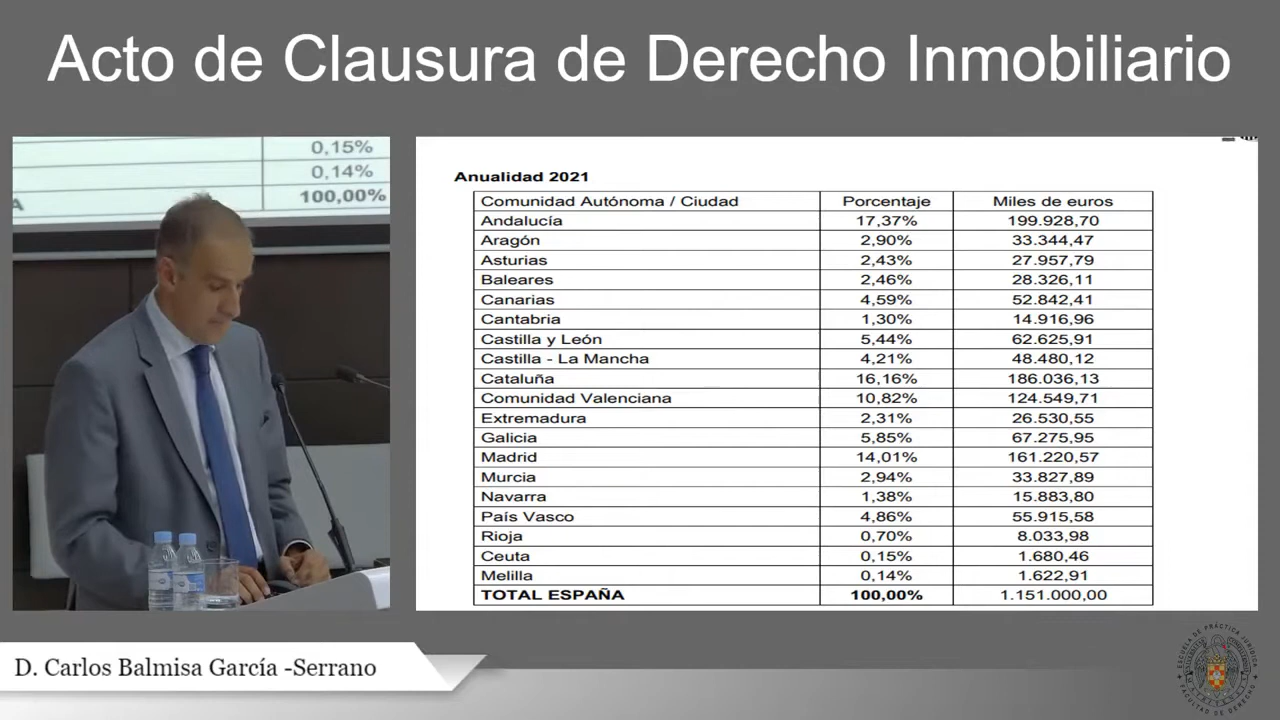 Acto de Clausura de Derecho Inmobiliario
0,15%
0,14%
A 100,00%
Anualidad 2021
Comunidad Autónoma / Ciudad Porcentaje Miles de euros
Andalucía 17,37% 199.928,70
Aragón 2,90% 33.344,47
Asturias 2,43% 27.957,79
Baleares 2,46% 28.326,11
Canarias 4,59% 52.842,41
Cantabria 1,30% 14.916,96
Castilla y León 5,44% 62.625,91
Castilla - La Mancha 4,21% 48.480,12
Cataluña 16,16% 186.036,13
Comunidad Valenciana 10,82% 124.549,71
Extremadura 2,31% 26.530,55
Galicia 5,85% 67.275,95
Madrid 14,01% 161.220,57
Murcia 2,94% 33.827,89
Navarra 1,38% 15.883,80
País Vasco 4,86% 55.915,58
Rioja 0,70% 8.033,98
Ceuta 0,15% 1.680,46
Melilla 0,14% 1.622,91
TOTAL ESPAÑA 100,00% 1.151.000,00
D. Carlos Balmisa García -Serrano
ESCUELA DE PRÁCTICA JURÍDICA
FACULTAD DE DERECHO